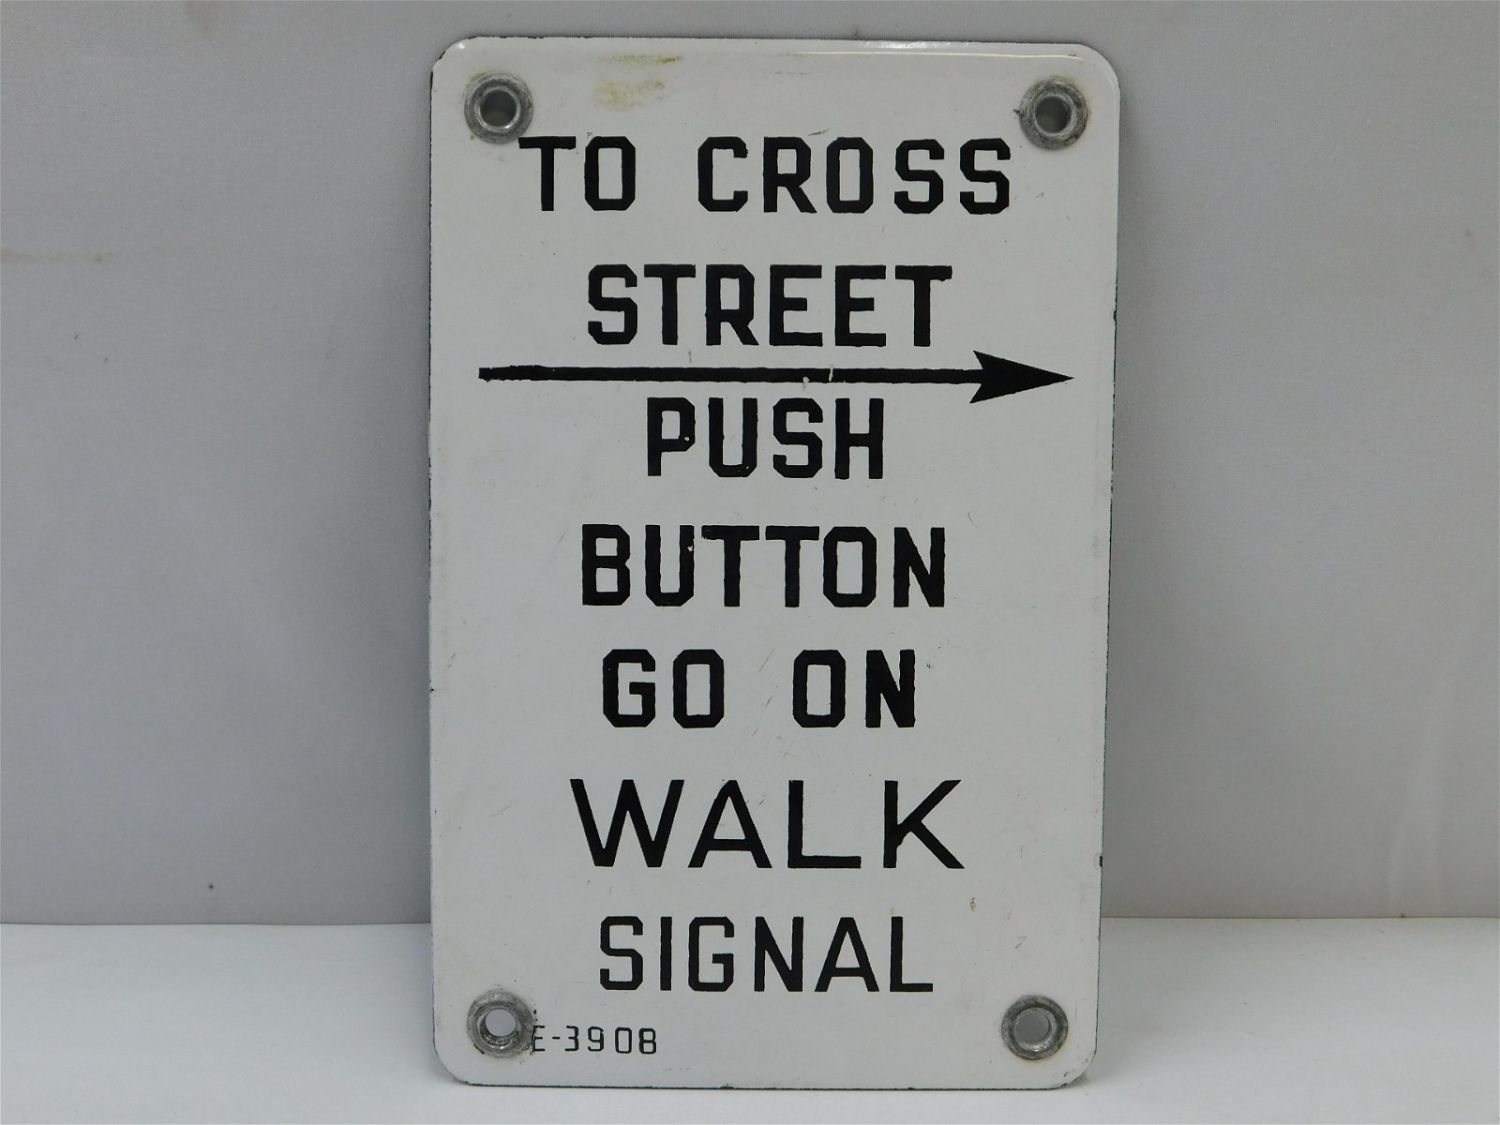 TO CROSS
STREET
PUSH
BUTTON
GO ON
WALK
SIGNAL
E-3908